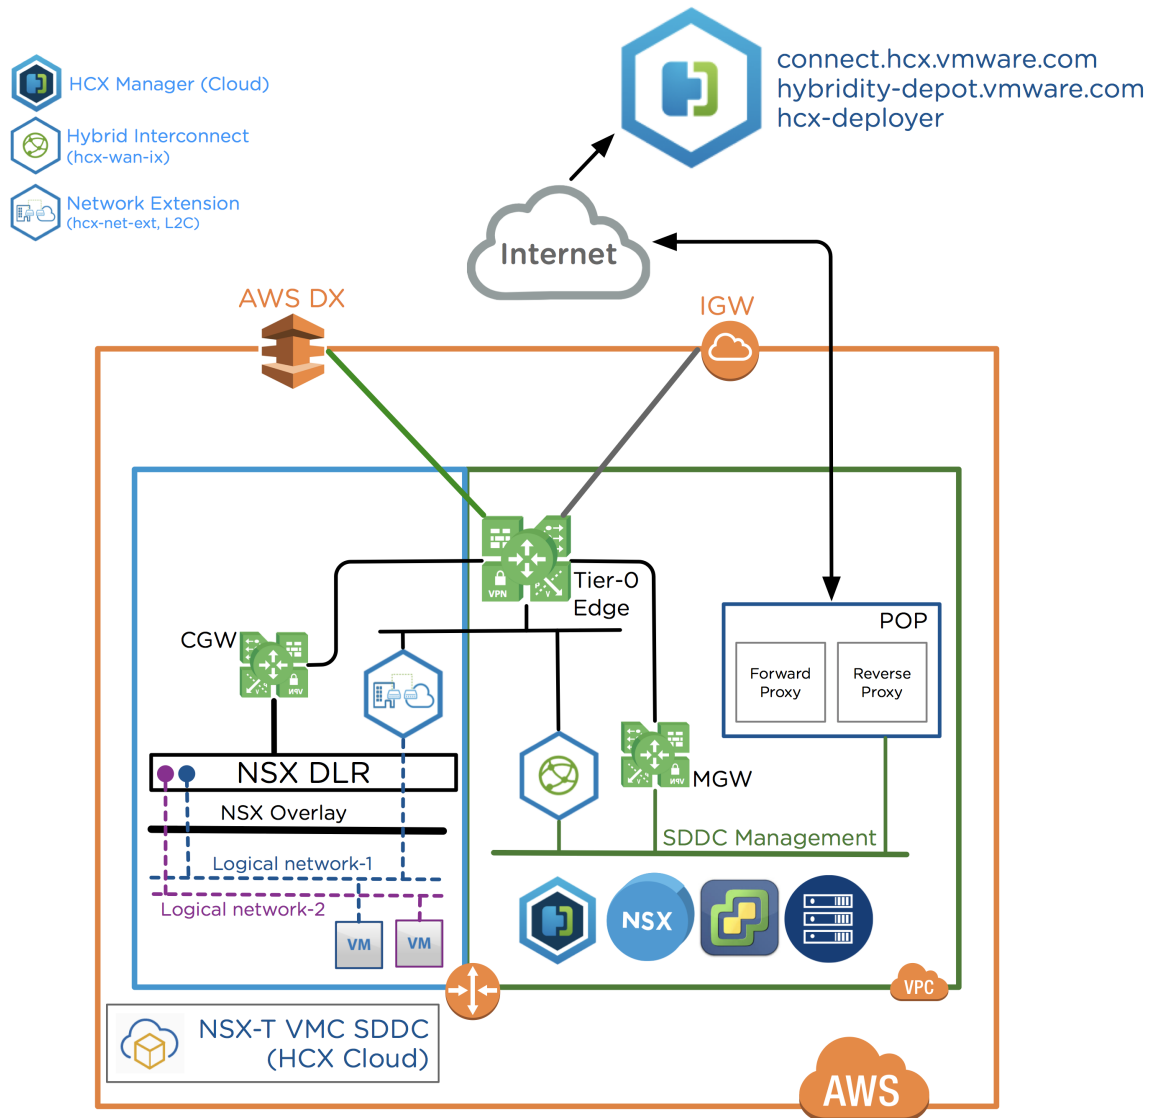 connect.hcx.vmware.com
hybridity-depot.vmware.com
hcx-deployer
HCX Manager (Cloud)
Hybrid Interconnect
(hcx-wan-ix)
Network Extension
(hcx-net-ext, L2C)
Internet
AWS DX
IGW
VPN
Tier-0
Edge
CGW
VPN
POP
Forward
Proxy
Reverse
Proxy
NSX DLR
MGW
VPN
NSX Overlay
SDDC Management
Logical network-1
Logical network-2
VM
VM
NSX
VPC
NSX-T VMC SDDC
(HCX Cloud)
AWS